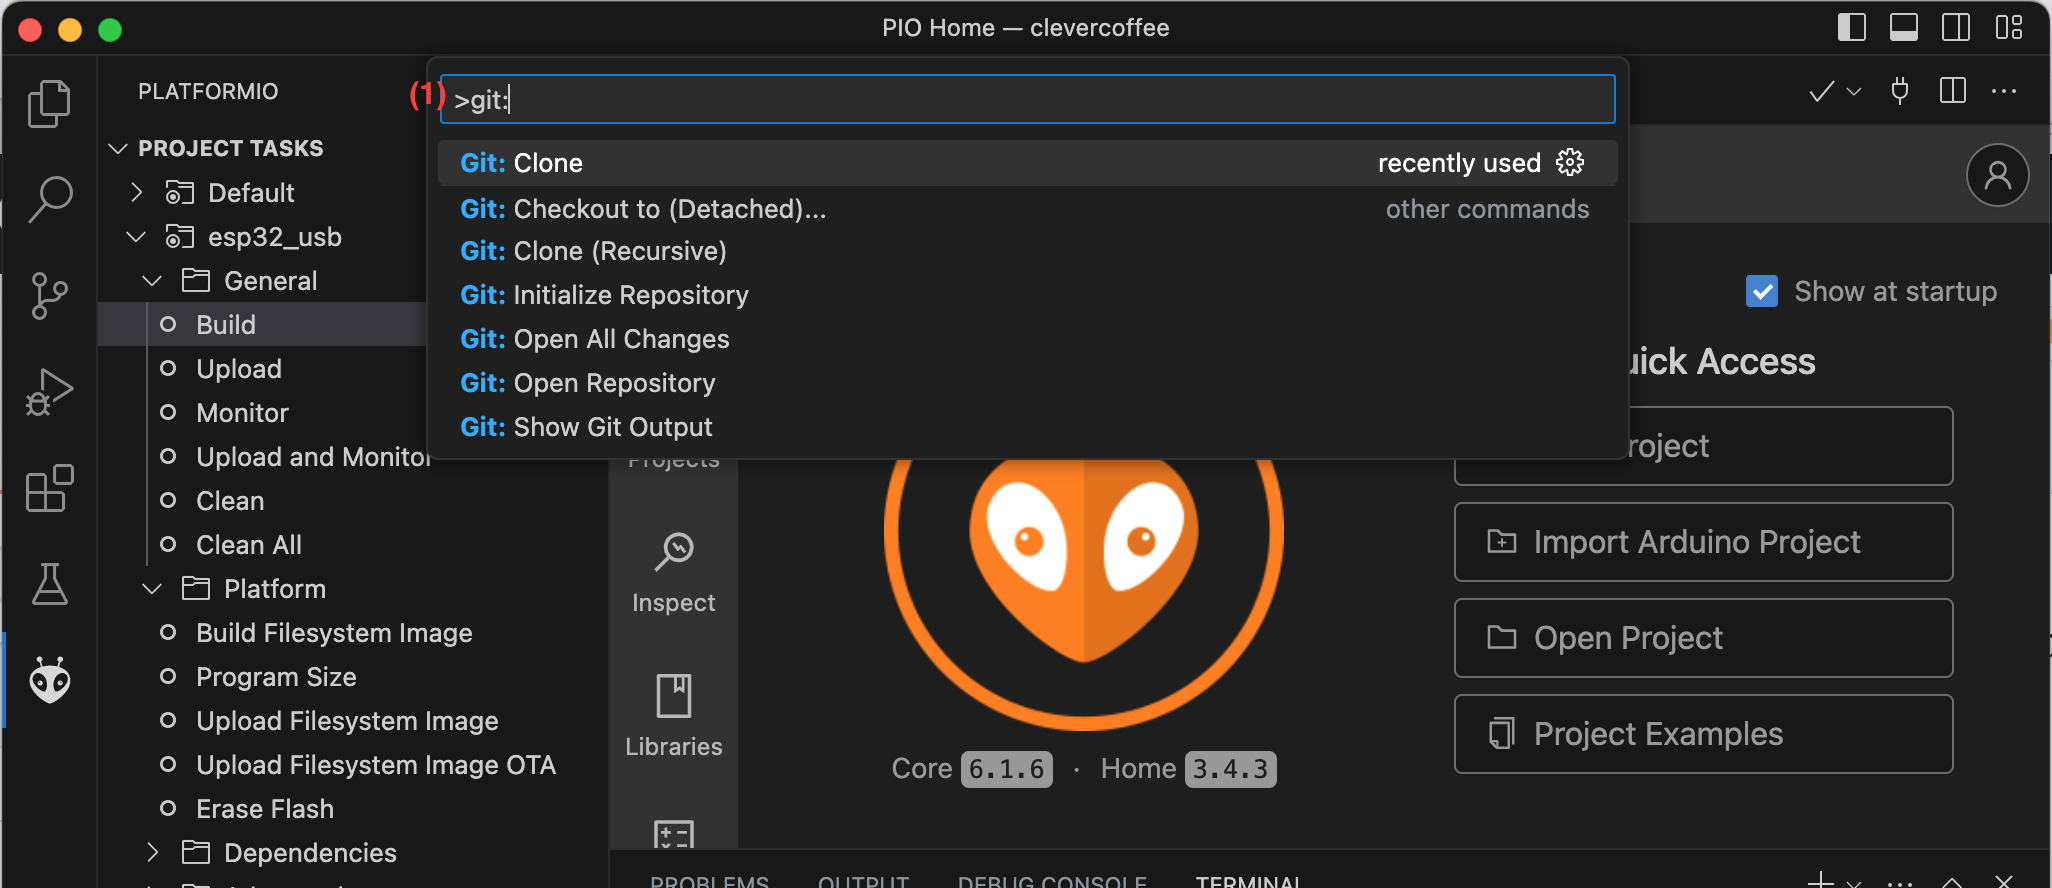 PIO Home — clevercoffee
PLATFORMIO
(1)
>git:
PROJECT TASKS
Default
esp32_usb
General
Build
Upload
Monitor
Upload and Monitor
Clean
Clean All
Platform
Build Filesystem Image
Program Size
Upload Filesystem Image
Upload Filesystem Image OTA
Erase Flash
Dependencies
Git: Clone
recently used
Git: Checkout to (Detached)...
other commands
Git: Clone (Recursive)
Git: Initialize Repository
Git: Open All Changes
Git: Open Repository
Git: Show Git Output
Projects
Inspect
Libraries
Core 6.1.6 · Home 3.4.3
Show at startup
uick Access
roject
Import Arduino Project
Open Project
Project Examples
PROBLEMS OUTPUT DEBUG CONSOLE TERMINAL